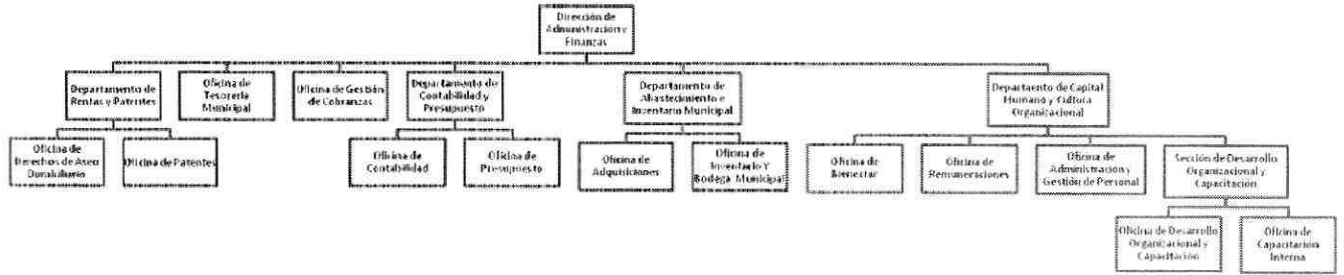 Dirección de
Administración y
Finanzas
Departamento de
Rentas y Patentes
Oficina de
Tesorería
Municipal
Oficina de Gestión
de Cobranzas
Departamento de
Contabilidad y
Presupuesto
Departamento de
Abastecimiento e
Inventario Municipal
Departaento de Capital
Humano y Cultura
Organizacional
Oficina de
Derechos de Aseo
Domiciliario
Oficina de Patentes
Oficina de
Contabilidad
Oficina de
Presupuesto
Oficina de
Adquisiciones
Oficina de
Inventario Y
Bodega Municipal
Oficina de
Bienestar
Oficina de
Remuneraciones
Oficina de
Administración y
Gestión de Personal
Sección de Desarrollo
Organizacional y
Capacitación
Oficina de Desarrollo
Organizacional y
Capacitación
Oficina de
Capacitación
Interna